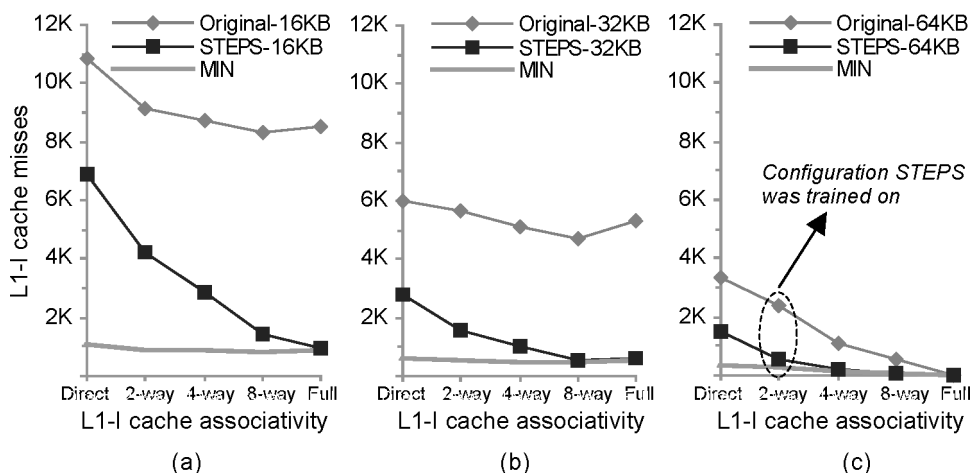 L1-I cache misses
12K
10K
8K
6K
4K
2K
Original-16KB
STEPS-16KB
MIN
Direct 2-way 4-way 8-way Full
L1-I cache associativity
(a)
12K
10K
8K
6K
4K
2K
Original-32KB
STEPS-32KB
MIN
Direct 2-way 4-way 8-way Full
L1-I cache associativity
(b)
12K
10K
8K
6K
4K
2K
Original-64KB
STEPS-64KB
MIN
Configuration STEPS
was trained on
Direct 2-way 4-way 8-way Full
L1-I cache associativity
(c)